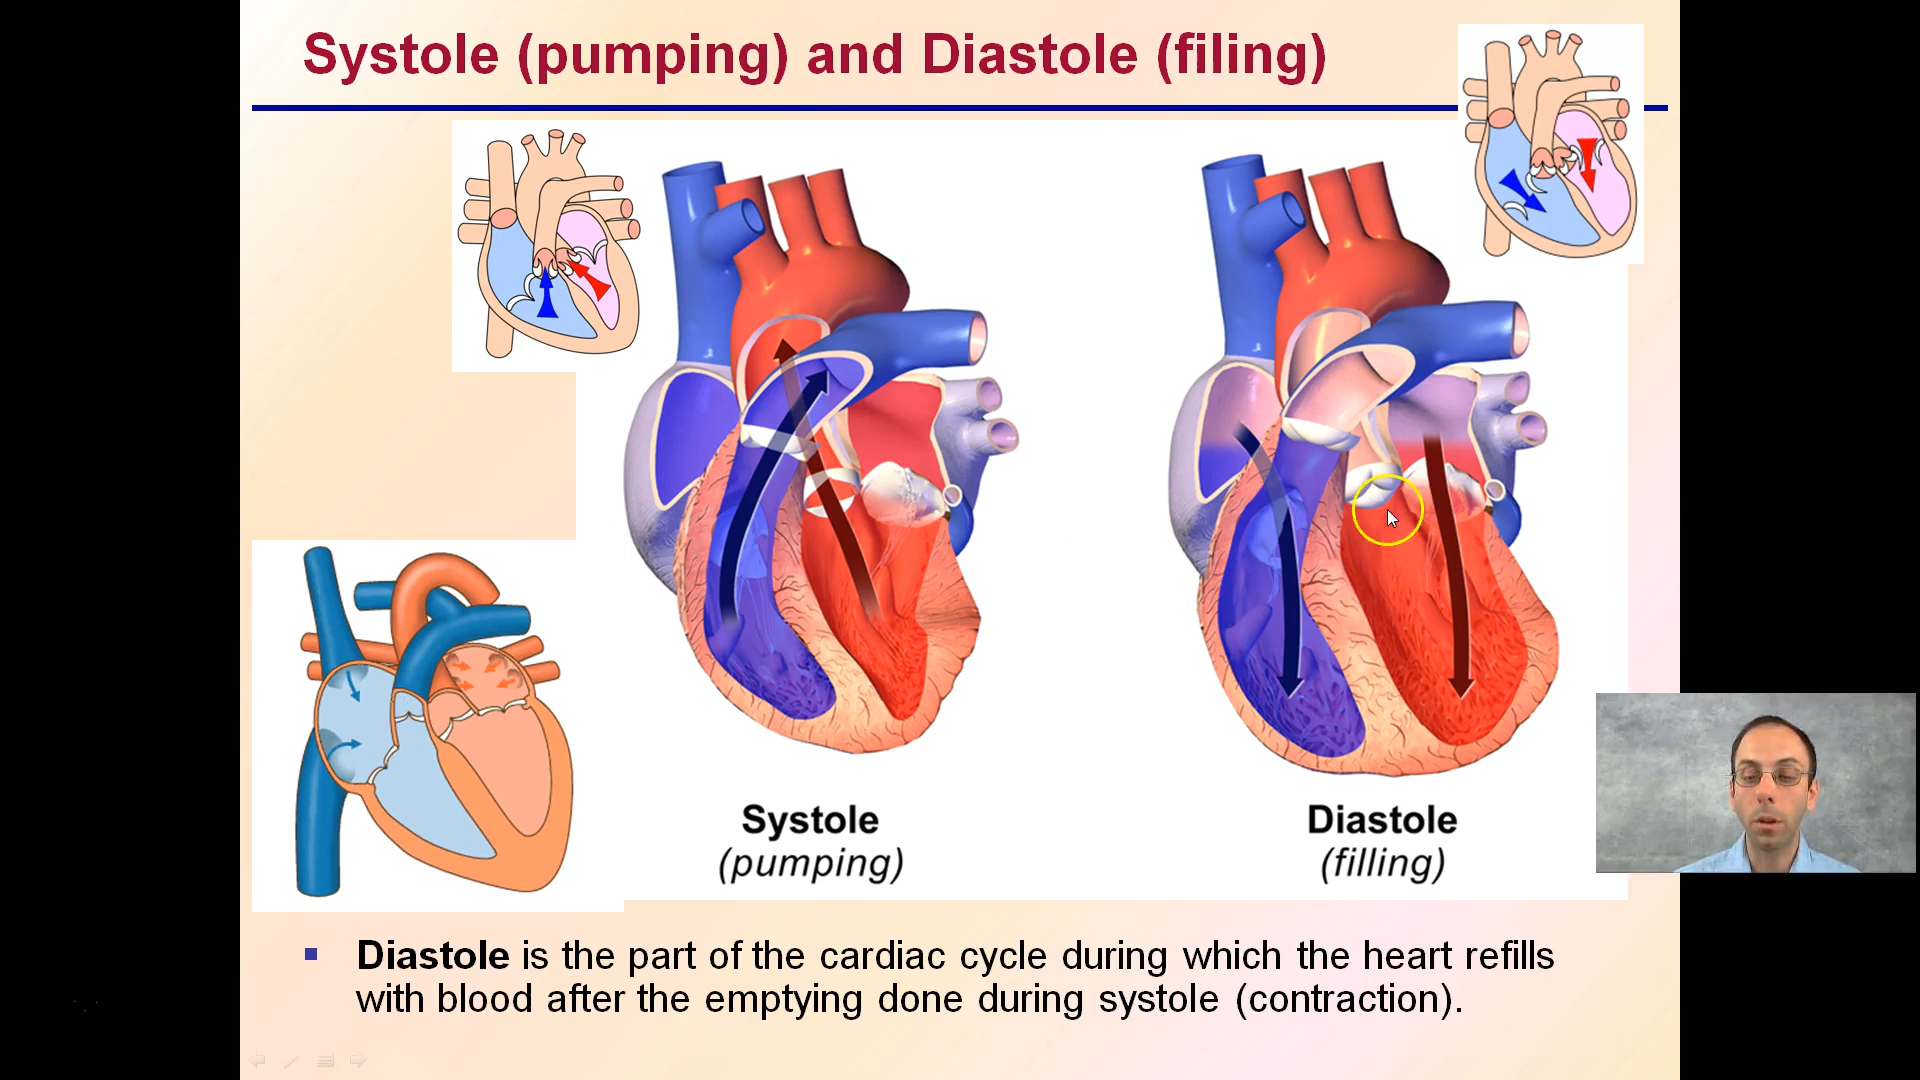 Systole (pumping) and Diastole (filing)
Systole
(pumping)
Diastole
(filling)
Diastole is the part of the cardiac cycle during which the heart refills
with blood after the emptying done during systole (contraction).